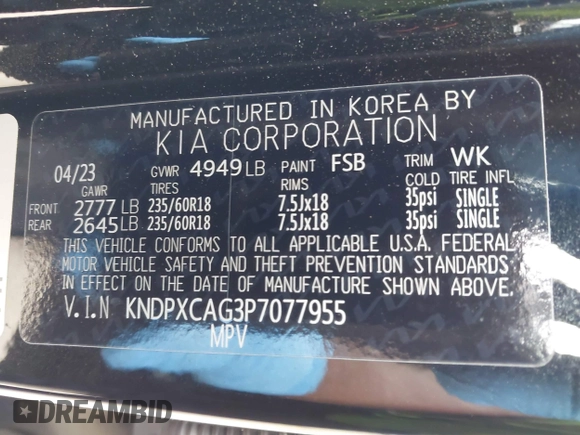 MANUFACTURED IN KOREA BY
KIA CORPORATION
04/23 GVWR 4949 LB PAINT FSB TRIM WK
GAWR TIRES RIMS COLD TIRE INFL
FRONT 2777 LB 235/60R18 7.5Jx18 35psi SINGLE
REAR 2645 LB 235/60R18 7.5Jx18 35psi SINGLE
THIS VEHICLE CONFORMS TO ALL APPLICABLE U.S.A. FEDERAL
MOTOR VEHICLE SAFETY AND THEFT PREVENTION STANDARDS
IN EFFECT ON THE DATE OF MANUFACTURE SHOWN ABOVE.
V.I.N KNDPXCAG3P7077955
MPV
DREAMBID